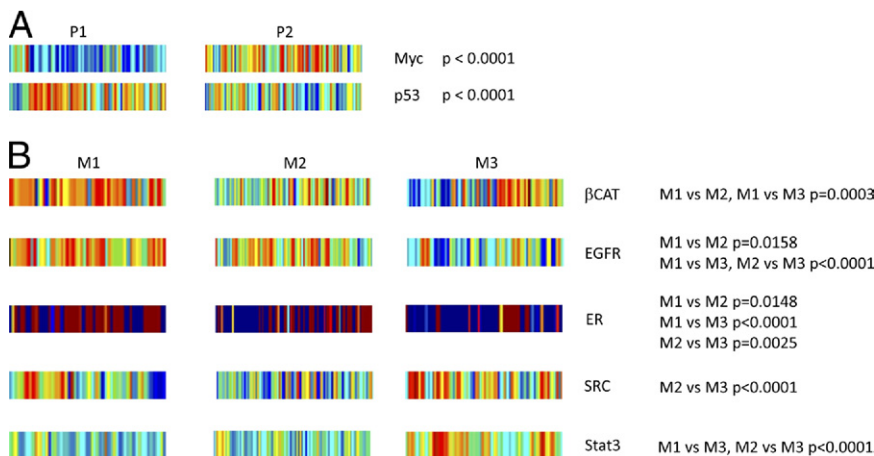 A
P1 P2
Myc p < 0.0001
p53 p < 0.0001
B
M1 M2 M3
βCAT M1 vs M2, M1 vs M3 p=0.0003
EGFR M1 vs M2 p=0.0158
M1 vs M3, M2 vs M3 p<0.0001
ER M1 vs M2 p=0.0148
M1 vs M3 p<0.0001
M2 vs M3 p=0.0025
SRC M2 vs M3 p<0.0001
Stat3 M1 vs M3, M2 vs M3 p<0.0001